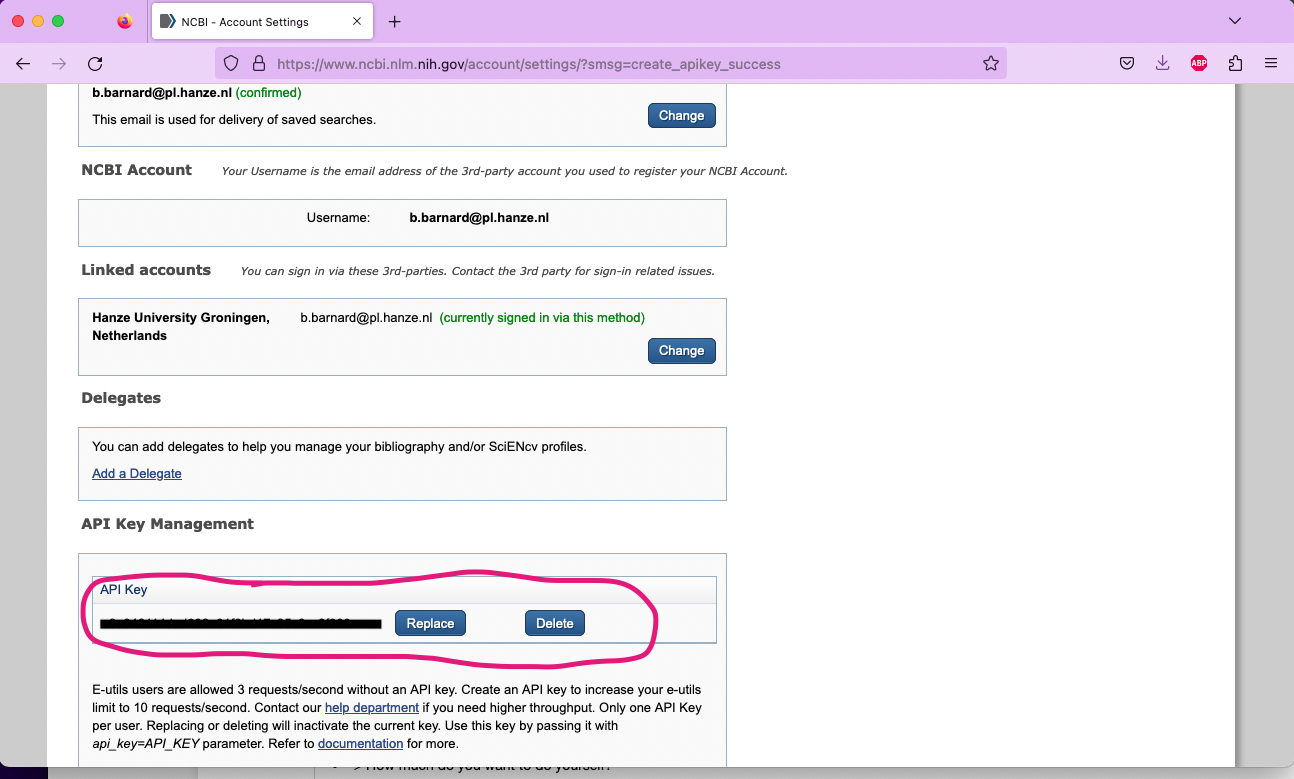 NCBI - Account Settings
https://www.ncbi.nlm.nih.gov/account/settings/?smsg=create_apikey_success
ABP
b.barnard@pl.hanze.nl (confirmed)
This email is used for delivery of saved searches.
Change
NCBI Account Your Username is the email address of the 3rd-party account you used to register your NCBI Account.
Username: b.barnard@pl.hanze.nl
Linked accounts You can sign in via these 3rd-parties. Contact the 3rd party for sign-in related issues.
Hanze University Groningen, b.barnard@pl.hanze.nl (currently signed in via this method)
Netherlands
Change
Delegates
You can add delegates to help you manage your bibliography and/or SciENcv profiles.
Add a Delegate
API Key Management
API Key
Replace Delete
E-utils users are allowed 3 requests/second without an API key. Create an API key to increase your e-utils
limit to 10 requests/second. Contact our help department if you need higher throughput. Only one API Key
per user. Replacing or deleting will inactivate the current key. Use this key by passing it with
api_key=API_KEY parameter. Refer to documentation for more.
> How much do you want to do yourself?